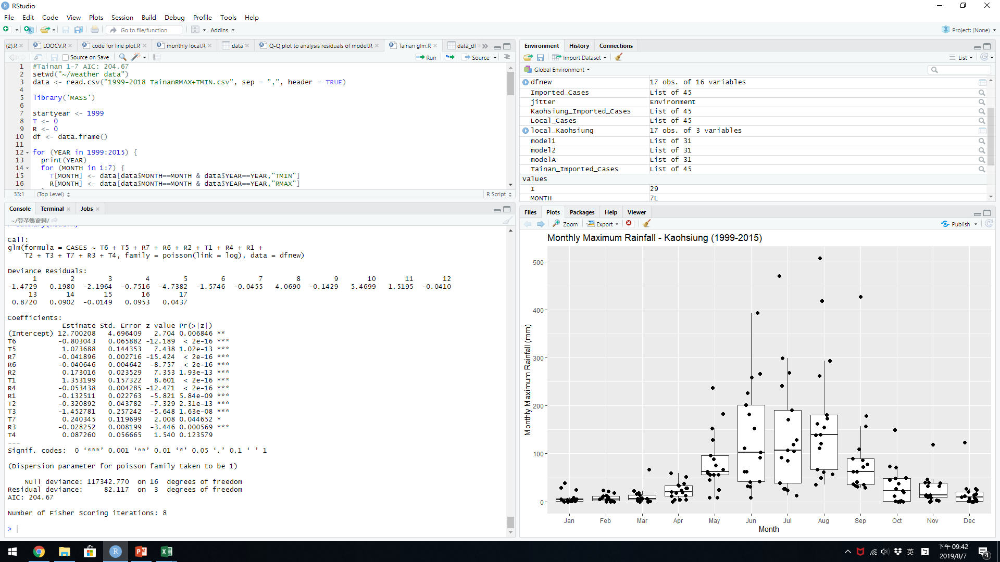 RStudio
File Edit Code View Plots Session Build Debug Profile Tools Help
Go to file/function Addins Project: (None)
(2).R LOOCV.R code for line plot.R monthly local.R data Q-Q plot to analysis residuals of model.R Tainan glm.R data_df
Source on Save Run Source
1 #Tainan 1-7 AIC: 204.67
2 setwd("~/weather data")
3 data <- read.csv("1999-2018 TainanRMAX+TMIN.csv", sep = ",", header = TRUE)
4
5 library('MASS')
6
7 startyear <- 1999
8 T <- 0
9 R <- 0
10 df <- data.frame()
11
12 for (YEAR in 1999:2015) {
13 print(YEAR)
14 for (MONTH in 1:7) {
15 T[MONTH] <- data[data$MONTH==MONTH & data$YEAR==YEAR,"TMIN"]
16 R[MONTH] <- data[data$MONTH==MONTH & data$YEAR==YEAR,"RMAX"]
33:1 (Top Level) R Script
Console Terminal Jobs
~/登革熱資料/
Call:
glm(formula = CASES ~ T6 + T5 + R7 + R6 + R2 + T1 + R4 + R1 +
T2 + T3 + T7 + R3 + T4, family = poisson(link = log), data = dfnew)
Deviance Residuals:
1 2 3 4 5 6 7 8 9 10 11 12
-1.4729 0.1980 -2.1964 -0.7516 -4.7382 -1.5746 -0.0455 4.0690 -0.1429 5.4699 1.5195 -0.0410
13 14 15 16 17
0.8720 0.0902 -0.0149 0.0953 0.0437
Coefficients:
Estimate Std. Error z value Pr(>|z|)
(Intercept) 12.700208 4.696409 2.704 0.006846 **
T6 -0.803043 0.065882 -12.189 < 2e-16 ***
T5 1.073688 0.144353 7.438 1.02e-13 ***
R7 -0.041896 0.002716 -15.424 < 2e-16 ***
R6 -0.040646 0.004642 -8.757 < 2e-16 ***
R2 0.173016 0.023529 7.353 1.93e-13 ***
T1 1.353199 0.157322 8.601 < 2e-16 ***
R4 -0.053438 0.004285 -12.471 < 2e-16 ***
R1 -0.132511 0.022763 -5.821 5.84e-09 ***
T2 -0.320892 0.043782 -7.329 2.31e-13 ***
T3 -1.452781 0.257242 -5.648 1.63e-08 ***
T7 0.240345 0.119699 2.008 0.044652 *
R3 -0.028252 0.008199 -3.446 0.000569 ***
T4 0.087260 0.056665 1.540 0.123579
---
Signif. codes: 0 ‘***’ 0.001 ‘**’ 0.01 ‘*’ 0.05 ‘.’ 0.1 ‘ ’ 1
(Dispersion parameter for poisson family taken to be 1)
Null deviance: 117342.770 on 16 degrees of freedom
Residual deviance: 82.117 on 3 degrees of freedom
AIC: 204.67
Number of Fisher Scoring iterations: 8
>
Environment History Connections
Import Dataset List
Global Environment
dfnew 17 obs. of 16 variables
Imported_Cases List of 45
jitter Environment
Kaohsiung_Imported_Cases List of 45
Local_Cases List of 45
local_Kaohsiung 17 obs. of 3 variables
model1 List of 31
model2 List of 31
modelA List of 31
Tainan_Imported_Cases List of 45
Values
I 29
MONTH 7L
Files Plots Packages Help Viewer
Zoom Export Publish
Monthly Maximum Rainfall - Kaohsiung (1999-2015)
Monthly Maximum Rainfall (mm)
500
400
300
200
100
0
Jan Feb Mar Apr May Jun Jul Aug Sep Oct Nov Dec
Month
英
下午 09:42
2019/8/7
4